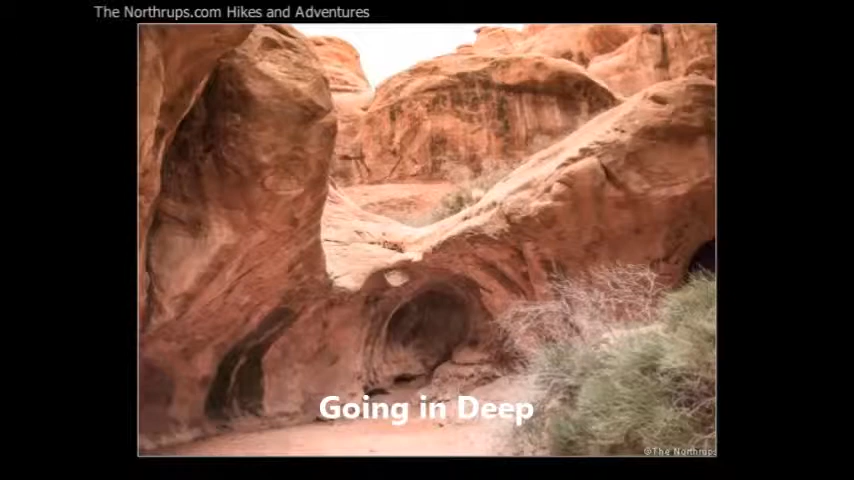 The Northrups.com Hikes and Adventures
Going in Deep
©The Northrups